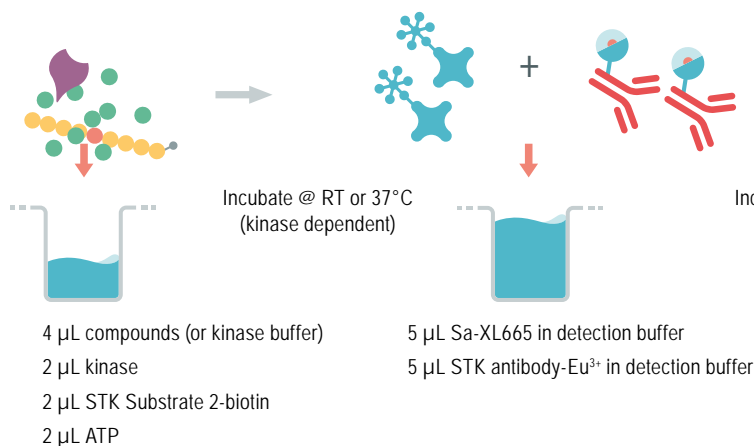 +
Incubate @ RT or 37°C
(kinase dependent)
4 µL compounds (or kinase buffer)
2 µL kinase
2 µL STK Substrate 2-biotin
2 µL ATP
5 µL Sa-XL665 in detection buffer
5 µL STK antibody-Eu³⁺ in detection buffer